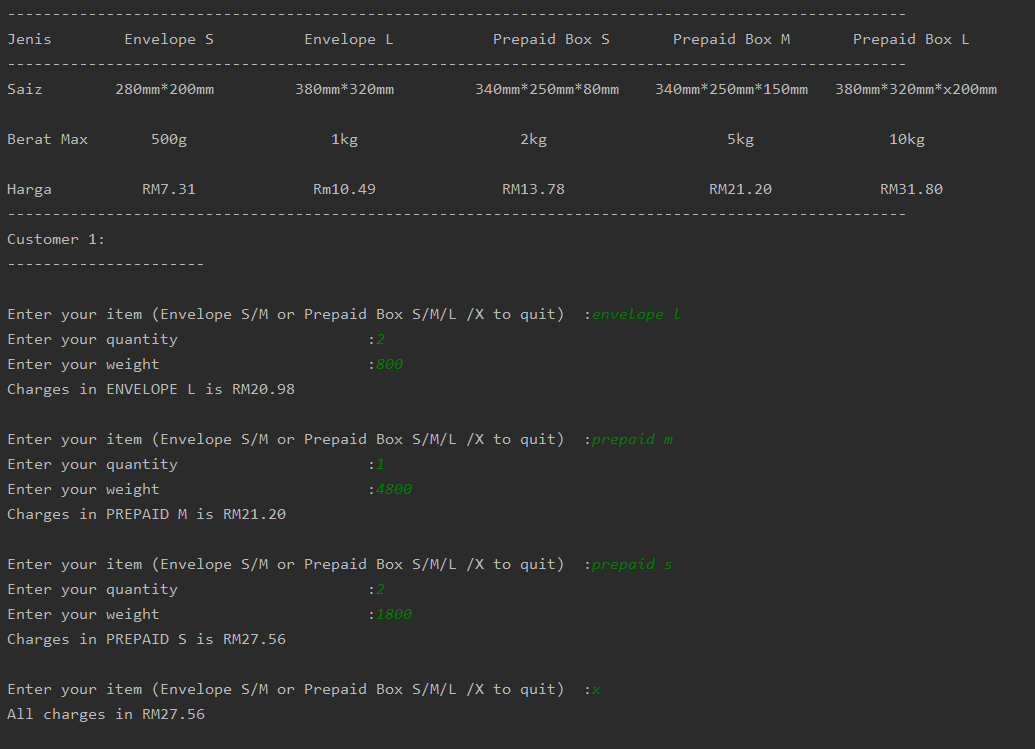 ----------------------------------------------------------------------------------------------------
Jenis        Envelope S          Envelope L           Prepaid Box S       Prepaid Box M       Prepaid Box L
----------------------------------------------------------------------------------------------------
Saiz        280mm*200mm         380mm*320mm         340mm*250mm*80mm    340mm*250mm*150mm   380mm*320mm*x200mm
Berat Max       500g                1kg                  2kg                    5kg               10kg
Harga          RM7.31             Rm10.49              RM13.78                RM21.20            RM31.80
----------------------------------------------------------------------------------------------------
Customer 1:
----------------------
Enter your item (Envelope S/M or Prepaid Box S/M/L /X to quit)  :envelope l
Enter your quantity                     :2
Enter your weight                       :800
Charges in ENVELOPE L is RM20.98
Enter your item (Envelope S/M or Prepaid Box S/M/L /X to quit)  :prepaid m
Enter your quantity                     :1
Enter your weight                       :4800
Charges in PREPAID M is RM21.20
Enter your item (Envelope S/M or Prepaid Box S/M/L /X to quit)  :prepaid s
Enter your quantity                     :2
Enter your weight                       :1800
Charges in PREPAID S is RM27.56
Enter your item (Envelope S/M or Prepaid Box S/M/L /X to quit)  :x
All charges in RM27.56